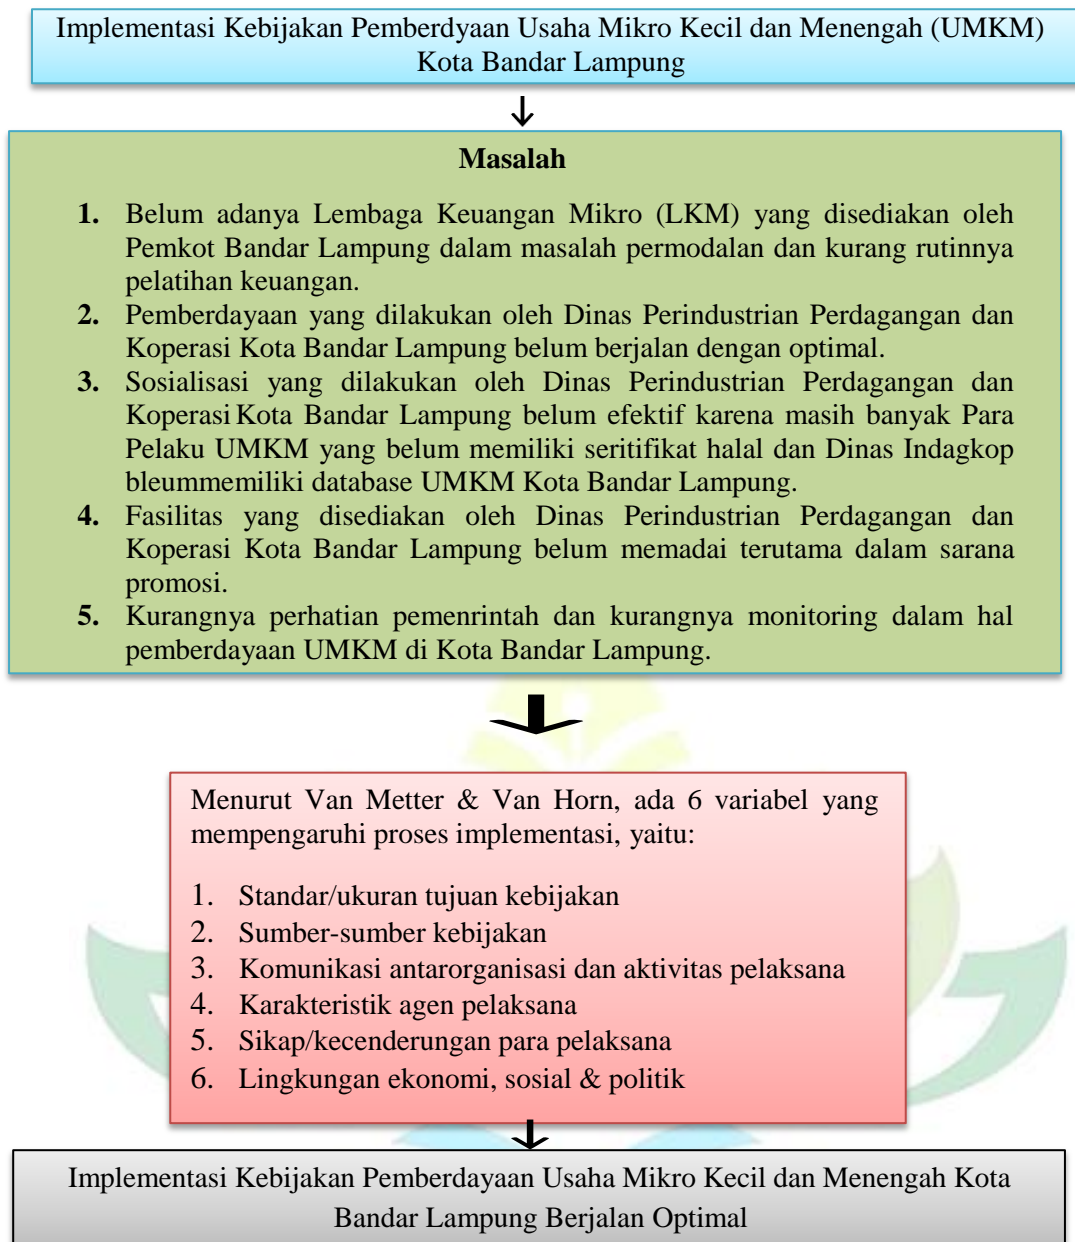 Implementasi Kebijakan Pemberdyaan Usaha Mikro Kecil dan Menengah (UMKM)
Kota Bandar Lampung
Masalah
1. Belum adanya Lembaga Keuangan Mikro (LKM) yang disediakan oleh
Pemkot Bandar Lampung dalam masalah permodalan dan kurang rutinnya
pelatihan keuangan.
2. Pemberdayaan yang dilakukan oleh Dinas Perindustrian Perdagangan dan
Koperasi Kota Bandar Lampung belum berjalan dengan optimal.
3. Sosialisasi yang dilakukan oleh Dinas Perindustrian Perdagangan dan
Koperasi Kota Bandar Lampung belum efektif karena masih banyak Para
Pelaku UMKM yang belum memiliki seritifikat halal dan Dinas Indagkop
bleummemiliki database UMKM Kota Bandar Lampung.
4. Fasilitas yang disediakan oleh Dinas Perindustrian Perdagangan dan
Koperasi Kota Bandar Lampung belum memadai terutama dalam sarana
promosi.
5. Kurangnya perhatian pemenrintah dan kurangnya monitoring dalam hal
pemberdayaan UMKM di Kota Bandar Lampung.
Menurut Van Metter & Van Horn, ada 6 variabel yang
mempengaruhi proses implementasi, yaitu:
1. Standar/ukuran tujuan kebijakan
2. Sumber-sumber kebijakan
3. Komunikasi antarorganisasi dan aktivitas pelaksana
4. Karakteristik agen pelaksana
5. Sikap/kecenderungan para pelaksana
6. Lingkungan ekonomi, sosial & politik
Implementasi Kebijakan Pemberdayaan Usaha Mikro Kecil dan Menengah Kota
Bandar Lampung Berjalan Optimal